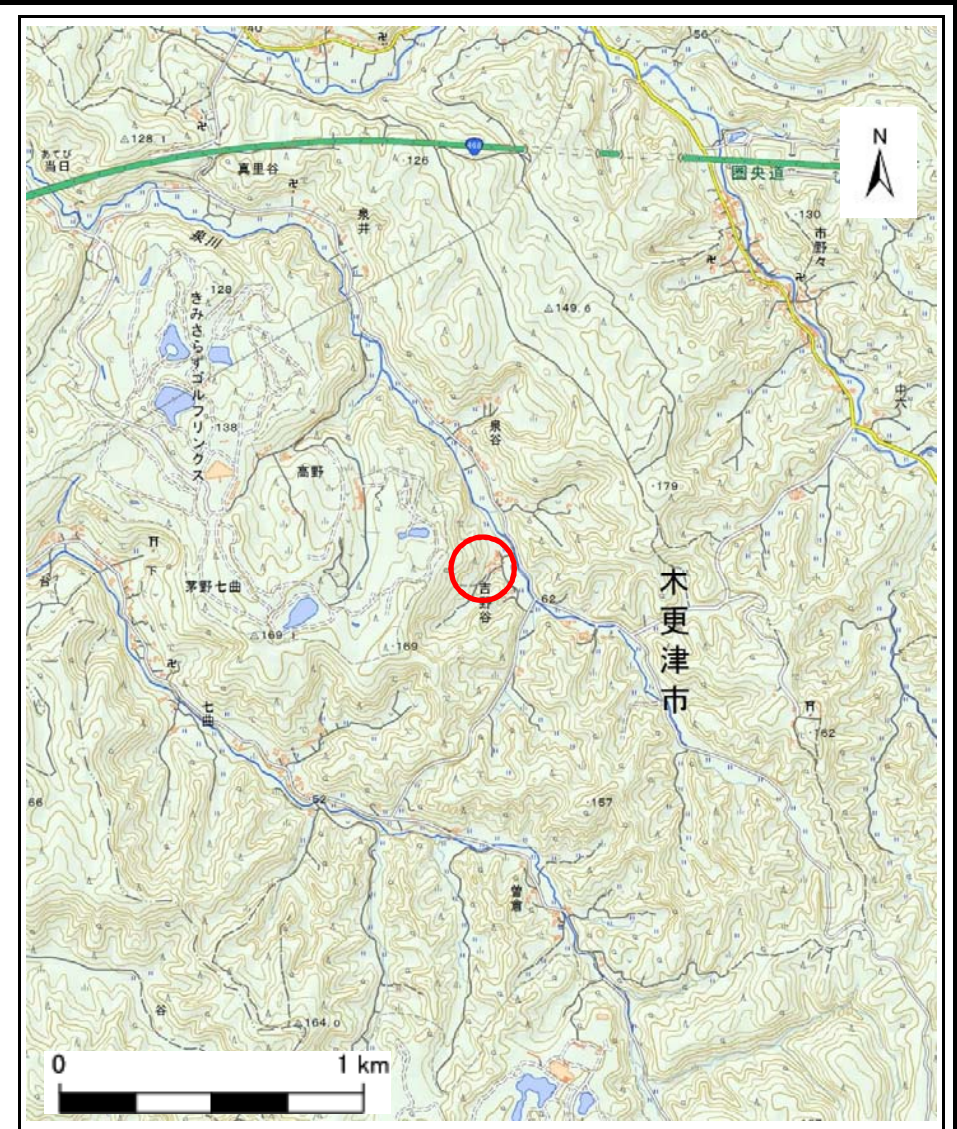 40
56
N
128.1
あてび
当日
真里谷
126
468
圏央道
泉井
130
市野々
泉川
128
きみさらずゴルフリンクス
149.6
138
泉谷
中六
高野
179
下
茅野七曲
吉野谷
62
木更津市
169.1
169
七曲
162
66
52
157
曽倉
谷
164.0
0
1 km